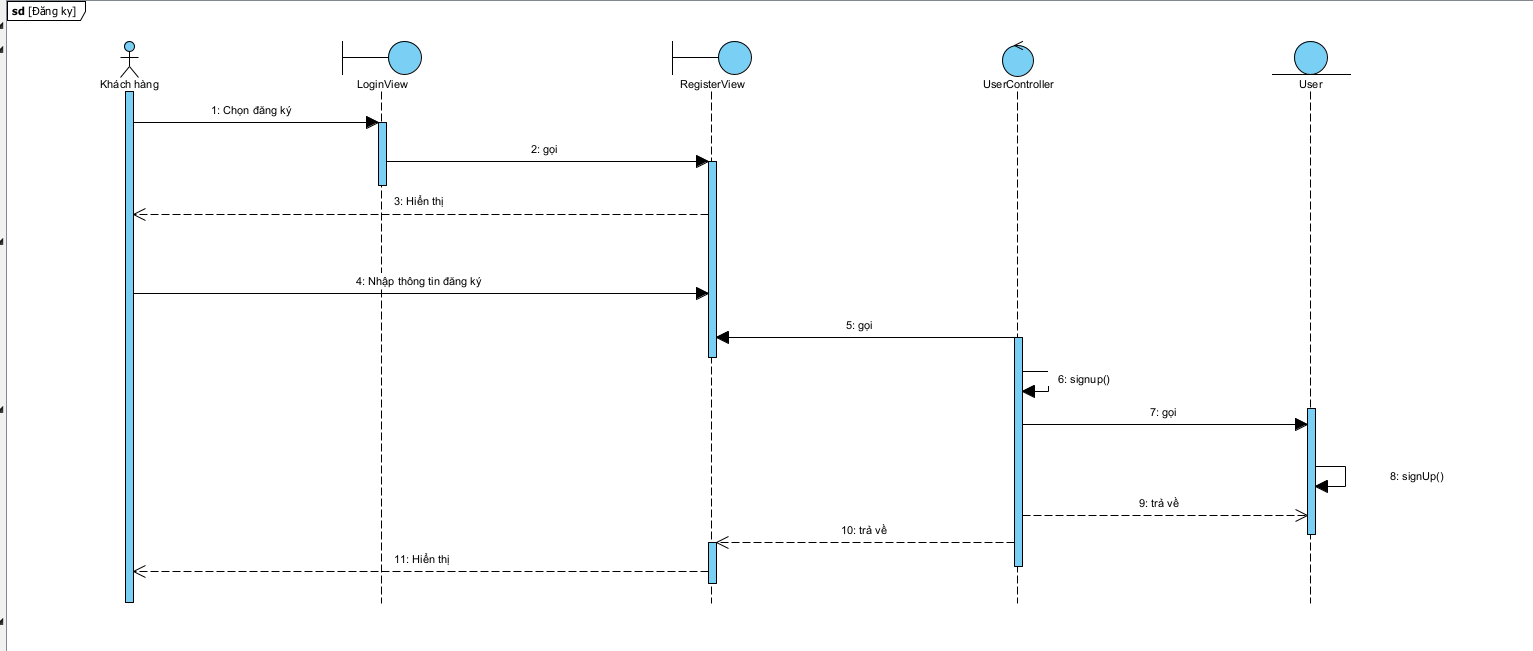 sd [Đăng ky]
Khách hàng
LoginView
RegisterView
UserController
User
1: Chọn đăng ký
2: gọi
3: Hiển thị
4: Nhập thông tin đăng ký
5: gọi
6: signup()
7: gọi
8: signUp()
9: trả về
10: trả về
11: Hiển thị